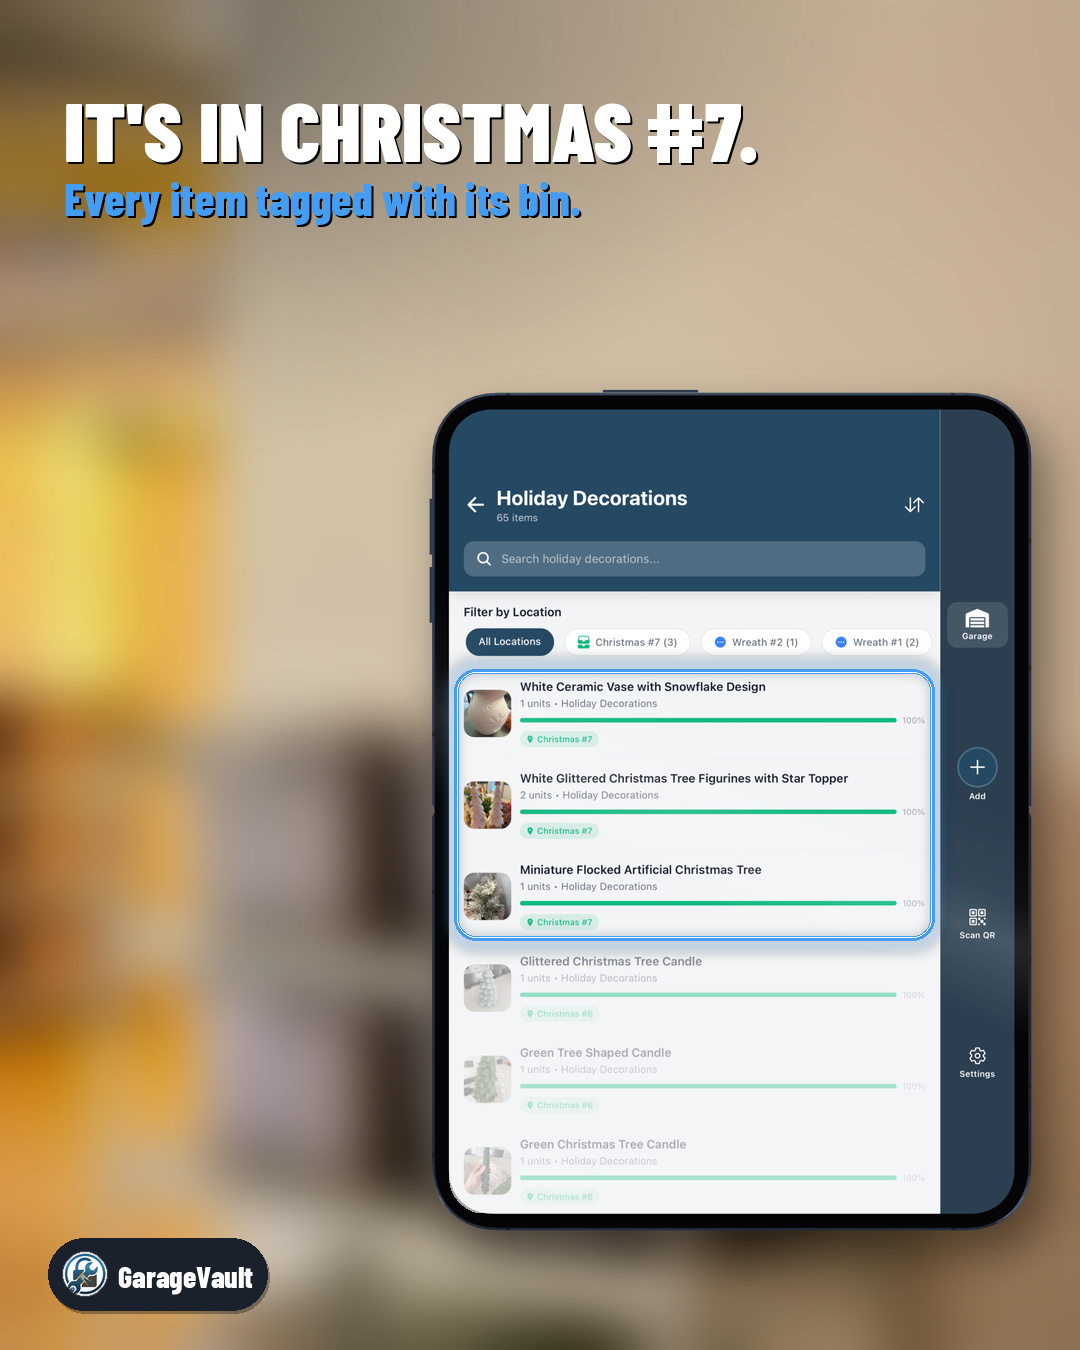 IT'S IN CHRISTMAS #7.
Every item tagged with its bin.
Holiday Decorations
65 items
Search holiday decorations...
Filter by Location
All Locations
Christmas #7 (3)
Wreath #2 (1)
Wreath #1 (2)
White Ceramic Vase with Snowflake Design
1 units • Holiday Decorations
100%
Christmas #7
White Glittered Christmas Tree Figurines with Star Topper
2 units • Holiday Decorations
100%
Christmas #7
Miniature Flocked Artificial Christmas Tree
1 units • Holiday Decorations
100%
Christmas #7
Glittered Christmas Tree Candle
1 units • Holiday Decorations
100%
Christmas #6
Green Tree Shaped Candle
1 units • Holiday Decorations
100%
Christmas #6
Green Christmas Tree Candle
1 units • Holiday Decorations
100%
Christmas #6
Garage
Add
Scan QR
Settings
GarageVault